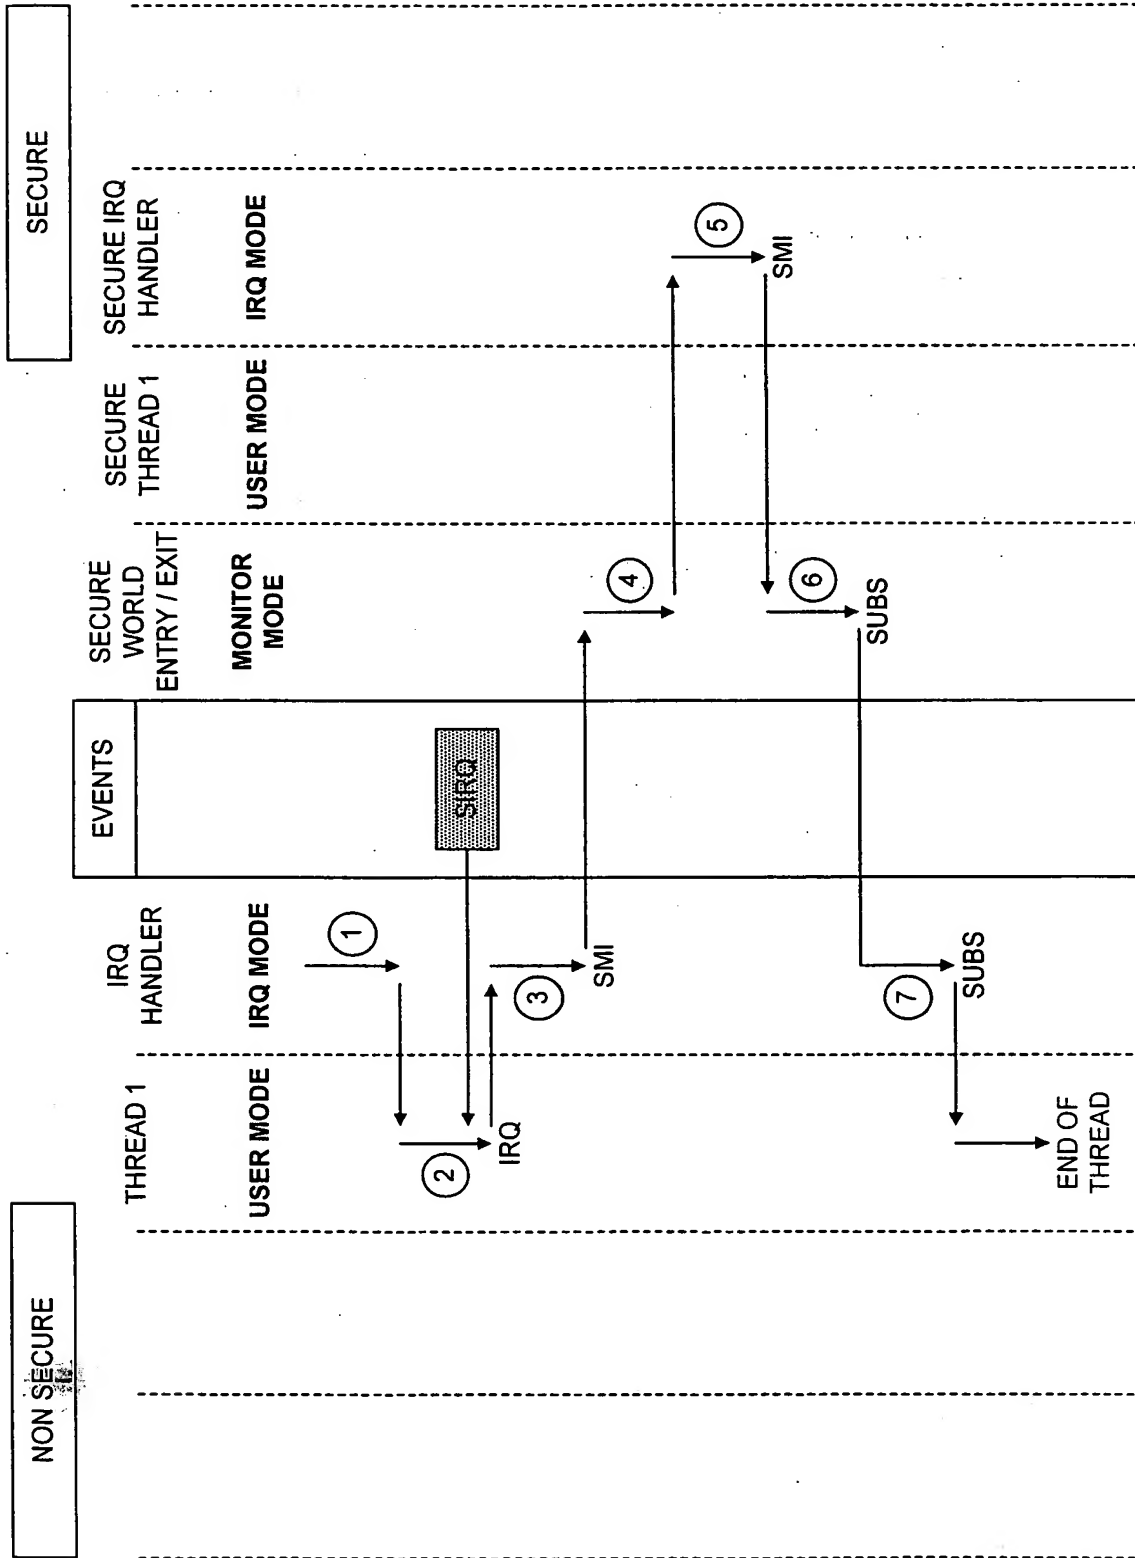 NON SECURE
SECURE
THREAD 1
USER MODE
IRQ
HANDLER
IRQ MODE
EVENTS
SECURE
WORLD
ENTRY / EXIT
MONITOR
MODE
SECURE
THREAD 1
USER MODE
SECURE IRQ
HANDLER
IRQ MODE
1
2
SIRQ
IRQ
3
SMI
4
5
SMI
6
SUBS
7
SUBS
END OF
THREAD